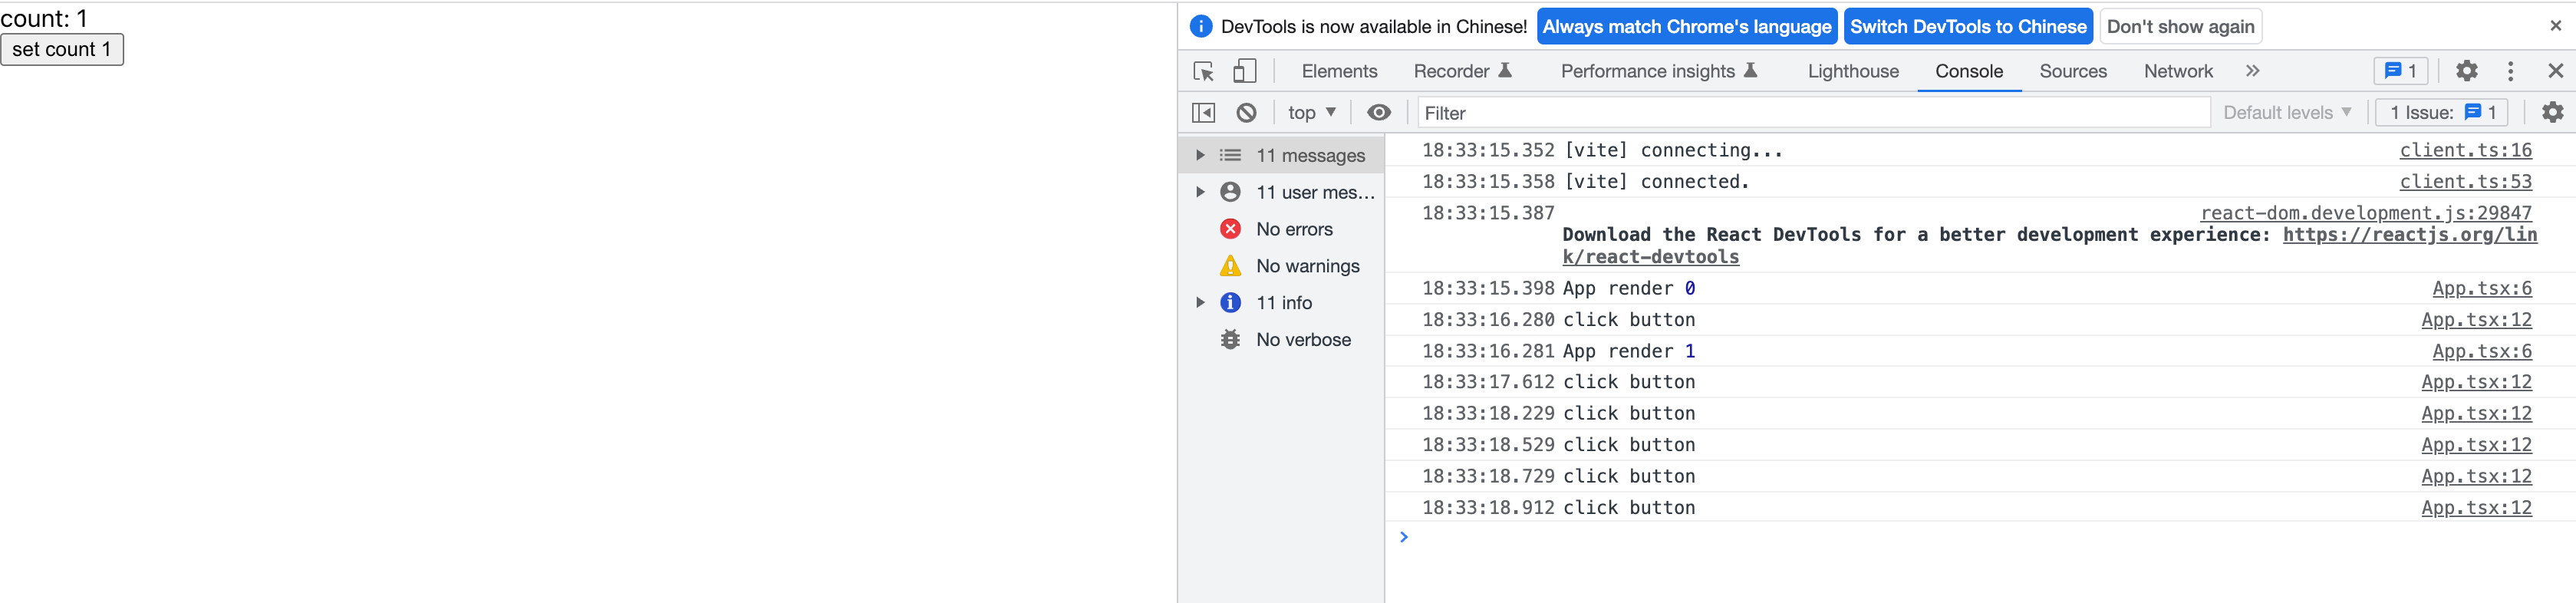 count: 1
set count 1
DevTools is now available in Chinese! Always match Chrome's language Switch DevTools to Chinese Don't show again
Elements Recorder Performance insights Lighthouse Console Sources Network 1
top Filter Default levels 1 Issue: 1
11 messages
11 user mes...
No errors
No warnings
11 info
No verbose
18:33:15.352 [vite] connecting... client.ts:16
18:33:15.358 [vite] connected. client.ts:53
18:33:15.387 react-dom.development.js:29847
Download the React DevTools for a better development experience: https://reactjs.org/lin
k/react-devtools
18:33:15.398 App render 0 App.tsx:6
18:33:16.280 click button App.tsx:12
18:33:16.281 App render 1 App.tsx:6
18:33:17.612 click button App.tsx:12
18:33:18.229 click button App.tsx:12
18:33:18.529 click button App.tsx:12
18:33:18.729 click button App.tsx:12
18:33:18.912 click button App.tsx:12